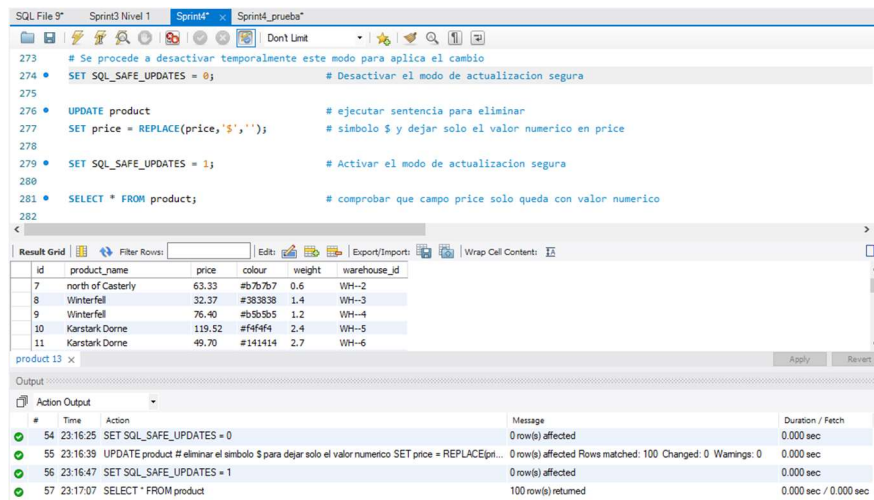 SQL File 9* Sprint3 Nivel 1 Sprint4* × Sprint4_prueba*
Don't Limit
273 # Se procede a desactivar temporalmente este modo para aplica el cambio
274 SET SQL_SAFE_UPDATES = 0; # Desactivar el modo de actualizacion segura
275
276 UPDATE product # ejecutar sentencia para eliminar
277 SET price = REPLACE(price,'$',''); # simbolo $ y dejar solo el valor numerico en price
278
279 SET SQL_SAFE_UPDATES = 1; # Activar el modo de actualizacion segura
280
281 SELECT * FROM product; # comprobar que campo price solo queda con valor numerico
282
Result Grid Filter Rows: Edit: Export/Import: Wrap Cell Content:
id product_name price colour weight warehouse_id
7 north of Casterly 63.33 #b7b7b7 0.6 WH--2
8 Winterfell 32.37 #383838 1.4 WH--3
9 Winterfell 76.40 #b5b5b5 1.2 WH--4
10 Karstark Dorne 119.52 #f4f4f4 2.4 WH--5
11 Karstark Dorne 49.70 #141414 2.7 WH--6
product 13 × Apply Revert
Output
Action Output
# Time Action Message Duration / Fetch
54 23:16:25 SET SQL_SAFE_UPDATES = 0 0 row(s) affected 0.000 sec
55 23:16:39 UPDATE product # eliminar el simbolo $ para dejar solo el valor numerico SET price = REPLACE(pri... 0 row(s) affected Rows matched: 100 Changed: 0 Warnings: 0 0.000 sec
56 23:16:47 SET SQL_SAFE_UPDATES = 1 0 row(s) affected 0.000 sec
57 23:17:07 SELECT * FROM product 100 row(s) returned 0.000 sec / 0.000 sec